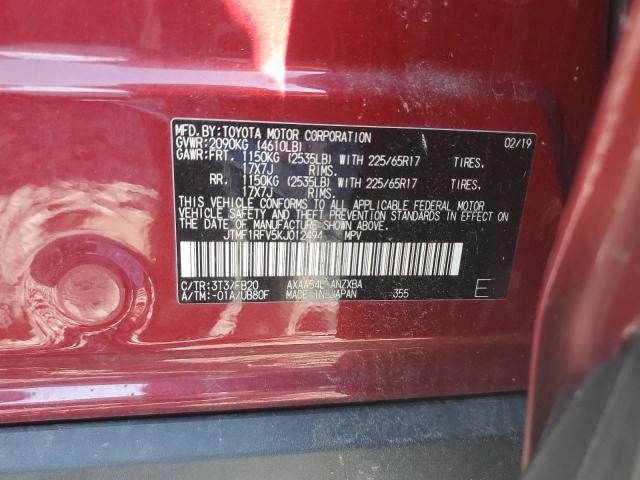 MFD.BY:TOYOTA MOTOR CORPORATION 02/19
GVWR:2090KG (4610LB)
GAWR:FRT. 1150KG (2535LB) WITH 225/65R17 TIRES.
17X7J RIMS.
RR. 1150KG (2535LB) WITH 225/65R17 TIRES.
17X7J RIMS.
THIS VEHICLE CONFORMS TO ALL APPLICABLE FEDERAL MOTOR
VEHICLE SAFETY AND BUMPER STANDARDS IN EFFECT ON
THE DATE OF MANUFACTURE SHOWN ABOVE.
JTMF1RFV5KJ012494 MPV
C/TR:3T3/FB20 AXAA54L-ANZXBA
A/TM:-01A/UB80F MADE IN JAPAN 355 E